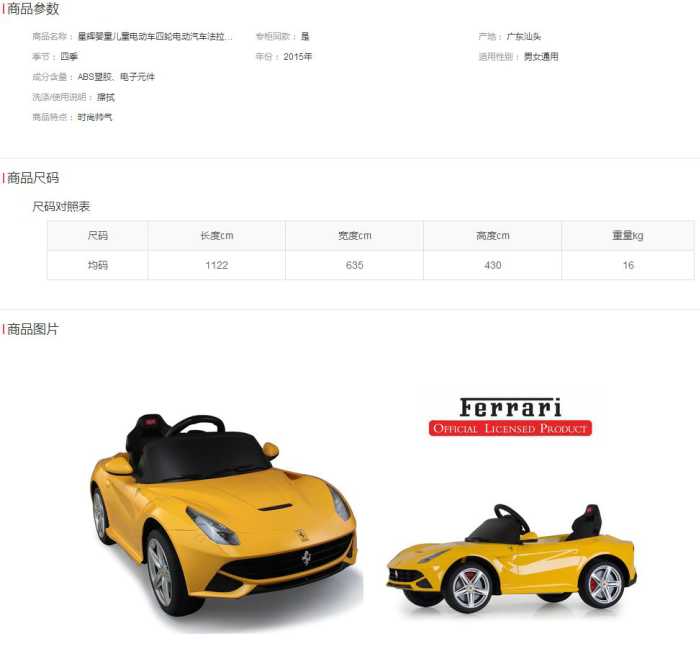 商品参数
商品名称： 星辉婴童儿童电动车四轮电动汽车法拉... 专柜同款： 是 产地： 广东汕头
季节： 四季 年份： 2015年 适用性别： 男女通用
成分含量： ABS塑胶、电子元件
洗涤/使用说明： 擦拭
商品特点： 时尚帅气
商品尺码
尺码对照表
尺码 长度cm 宽度cm 高度cm 重量kg
均码 1122 635 430 16
商品图片
Ferrari
OFFICIAL LICENSED PRODUCT